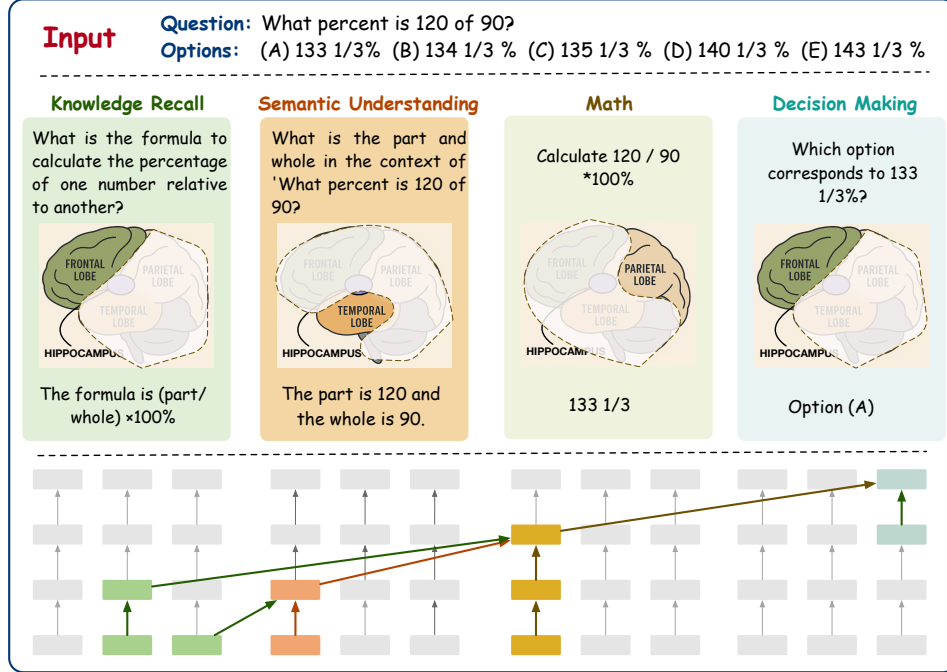 Input
Question: What percent is 120 of 90?
Options: (A) 133 1/3% (B) 134 1/3 % (C) 135 1/3 % (D) 140 1/3 % (E) 143 1/3 %
Knowledge Recall
What is the formula to
calculate the percentage
of one number relative
to another?
FRONTAL
LOBE
PARIETAL
LOBE
TEMPORAL
LOBE
HIPPOCAMPUS
The formula is (part/
whole) ×100%
Semantic Understanding
What is the part and
whole in the context of
'What percent is 120 of
90?
FRONTAL
LOBE
PARIETAL
LOBE
TEMPORAL
LOBE
HIPPOCAMPUS
The part is 120 and
the whole is 90.
Math
Calculate 120 / 90
*100%
FRONTAL
LOBE
PARIETAL
LOBE
TEMPORAL
LOBE
HIPPOCAMPUS
133 1/3
Decision Making
Which option
corresponds to 133
1/3%?
FRONTAL
LOBE
PARIETAL
LOBE
TEMPORAL
LOBE
HIPPOCAMPUS
Option (A)